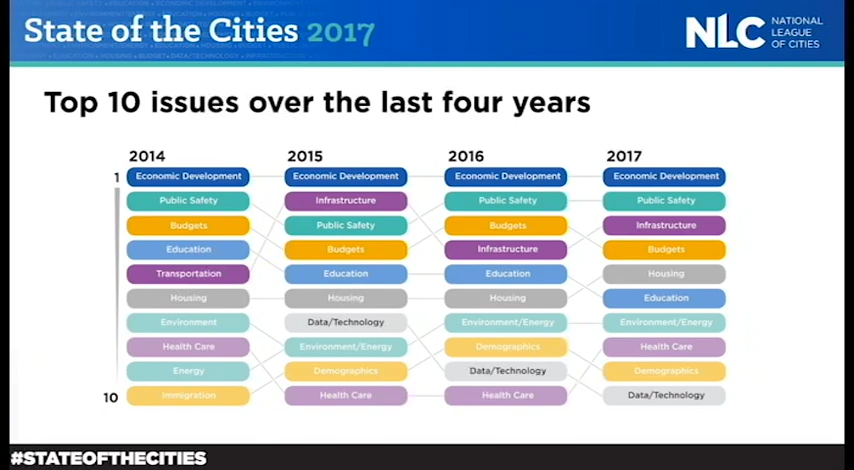 State of the Cities 2017
NLC NATIONAL
LEAGUE
OF CITIES
Top 10 issues over the last four years
2014 2015 2016 2017
1 Economic Development Economic Development Economic Development Economic Development
Public Safety Infrastructure Public Safety Public Safety
Budgets Public Safety Budgets Infrastructure
Education Budgets Infrastructure Budgets
Transportation Education Education Housing
Housing Housing Housing Education
Environment Data/Technology Environment/Energy Environment/Energy
Health Care Environment/Energy Demographics Health Care
Energy Demographics Data/Technology Demographics
10 Immigration Health Care Health Care Data/Technology
#STATEOFTHECITIES